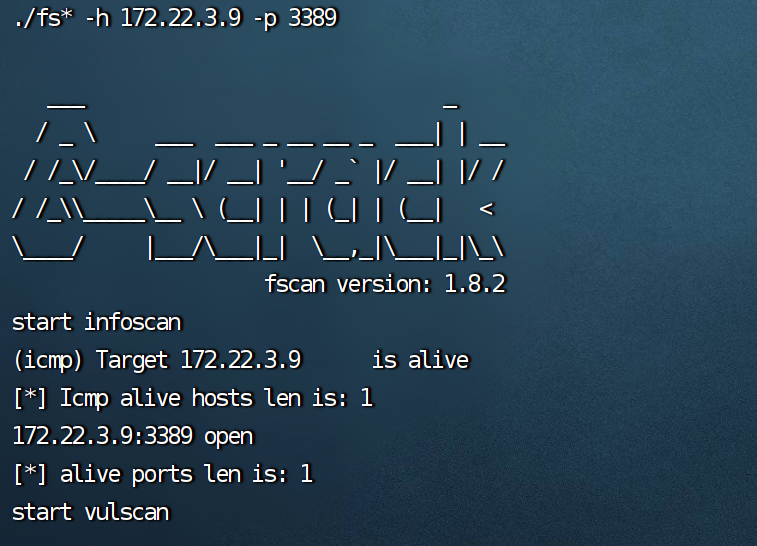 ./fs* -h 172.22.3.9 -p 3389
   ___                              _
  / _ \     ___  ___ _ __ __ _  ___| | __
 / /_\/____/ __|/ __| '__/ _` |/ __| |/ /
/ /_\\_____\__ \ (__| | | (_| | (__|   <
\____/     |___/\___|_|  \__,_|\___|_|\_\
                     fscan version: 1.8.2
start infoscan
(icmp) Target 172.22.3.9      is alive
[*] Icmp alive hosts len is: 1
172.22.3.9:3389 open
[*] alive ports len is: 1
start vulscan